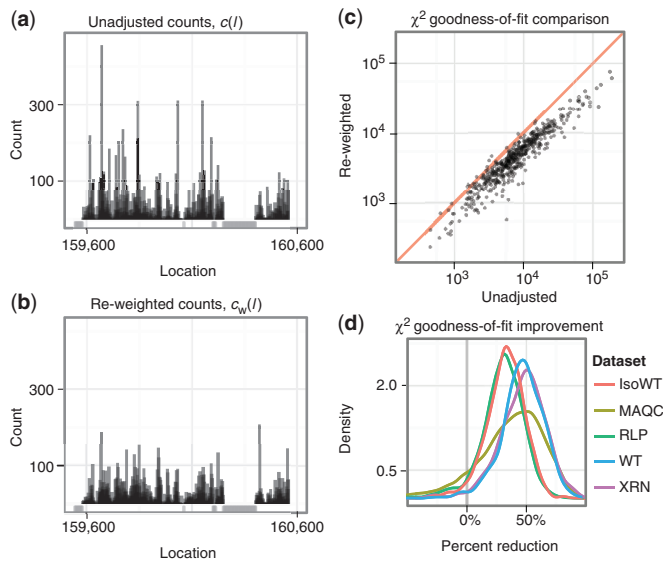 (a)
Unadjusted counts, c(l)
Count
300
100
159,600
160,600
Location
(b)
Re-weighted counts, c_w(l)
Count
300
100
159,600
160,600
Location
(c)
χ² goodness-of-fit comparison
Re-weighted
10⁵
10⁴
10³
10³
10⁴
10⁵
Unadjusted
(d)
χ² goodness-of-fit improvement
Density
2.0
0.5
0%
50%
Percent reduction
Dataset
IsoWT
MAQC
RLP
WT
XRN